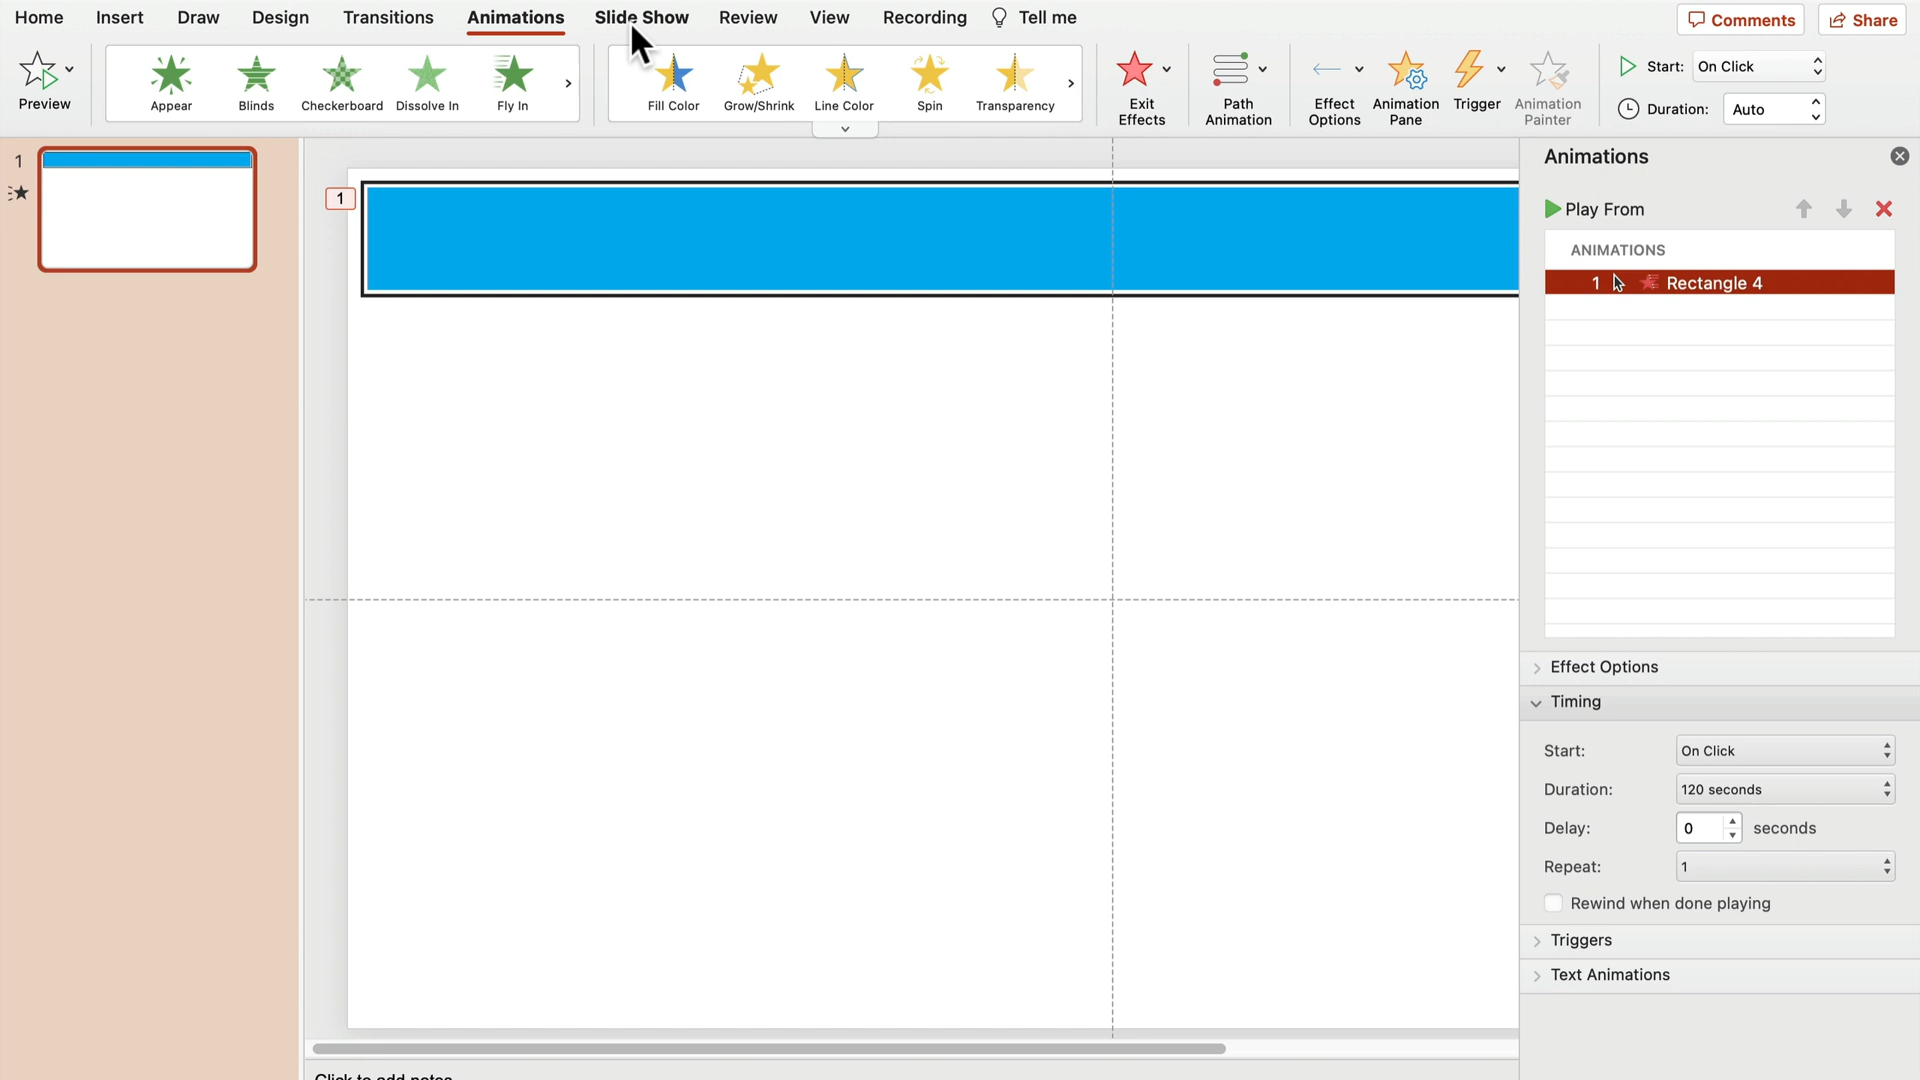 Home Insert Draw Design Transitions Animations Slide Show Review View Recording Tell me Comments Share
Preview Appear Blinds Checkerboard Dissolve In Fly In Fill Color Grow/Shrink Line Color Spin Transparency Exit Effects Path Animation Effect Options Animation Pane Trigger Animation Painter
Start: On Click
Duration: Auto
1
1
Animations
Play From
ANIMATIONS
1 Rectangle 4
Effect Options
Timing
Start: On Click
Duration: 120 seconds
Delay: 0 seconds
Repeat: 1
Rewind when done playing
Triggers
Text Animations
Click to add notes